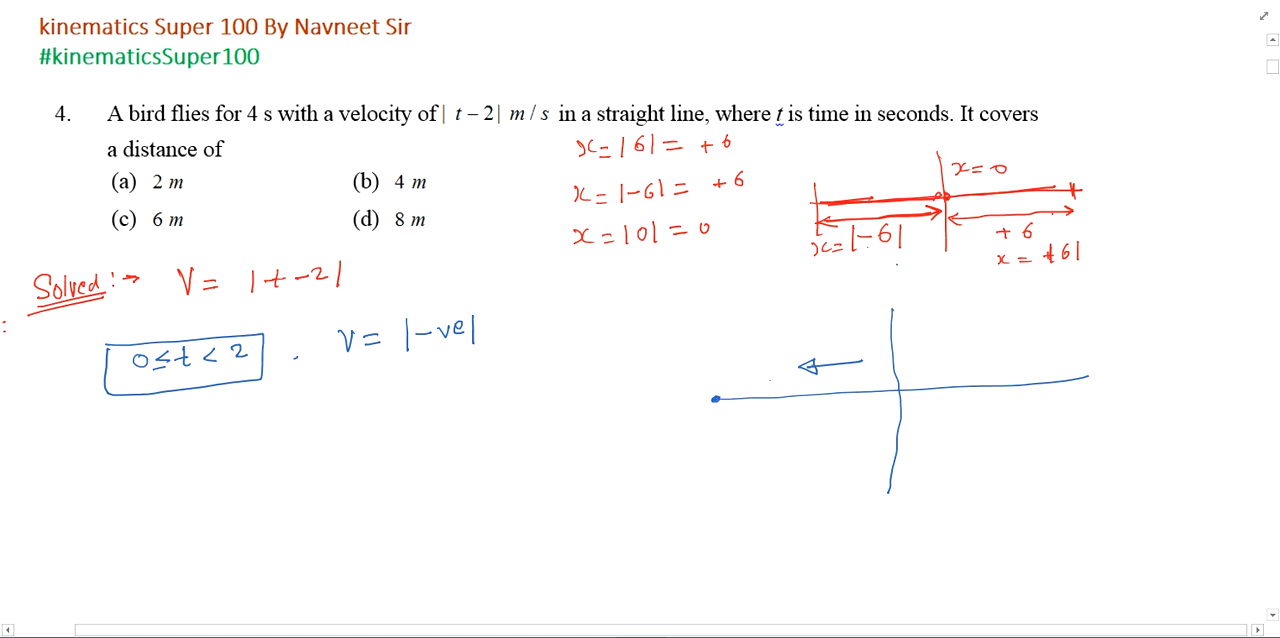 kinematics Super 100 By Navneet Sir
#kinematicsSuper100
4. A bird flies for 4 s with a velocity of | t – 2 | m / s in a straight line, where t is time in seconds. It covers
a distance of
(a) 2 m (b) 4 m
(c) 6 m (d) 8 m
x = |6| = +6
x = |-6| = +6
x = |0| = 0
x = 0
x = |-6|
+6
x = +6|
Solved :→ V = |t-2|
0 ≤ t < 2 . V = |-ve|